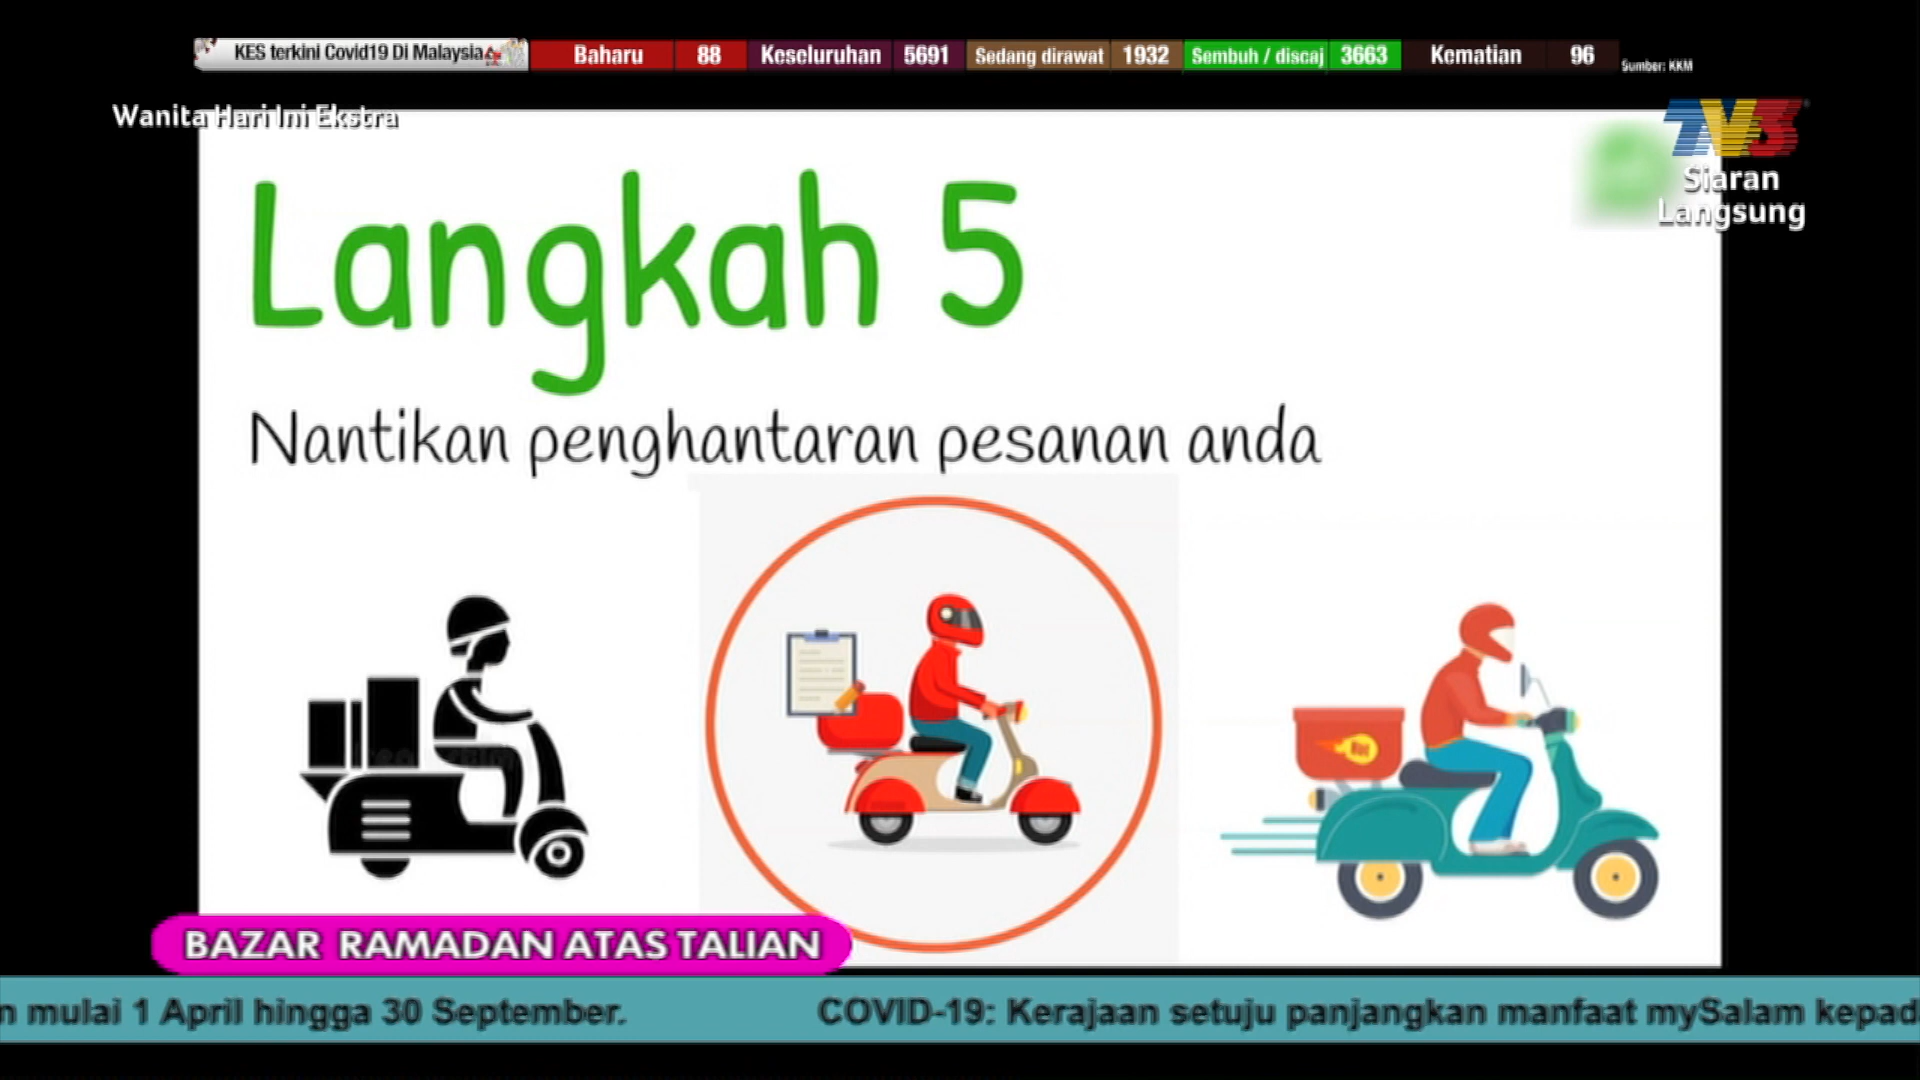 KES terkini Covid19 Di Malaysia
Baharu 88 Keseluruhan 5691 Sedang dirawat 1932 Sembuh / discaj 3663 Kematian 96
Sumber: KKM
Wanita Hari Ini Ekstra
TV3
Siaran
Langsung
Langkah 5
Nantikan penghantaran pesanan anda
Hot
BAZAR RAMADAN ATAS TALIAN
n mulai 1 April hingga 30 September. COVID-19: Kerajaan setuju panjangkan manfaat mySalam kepad